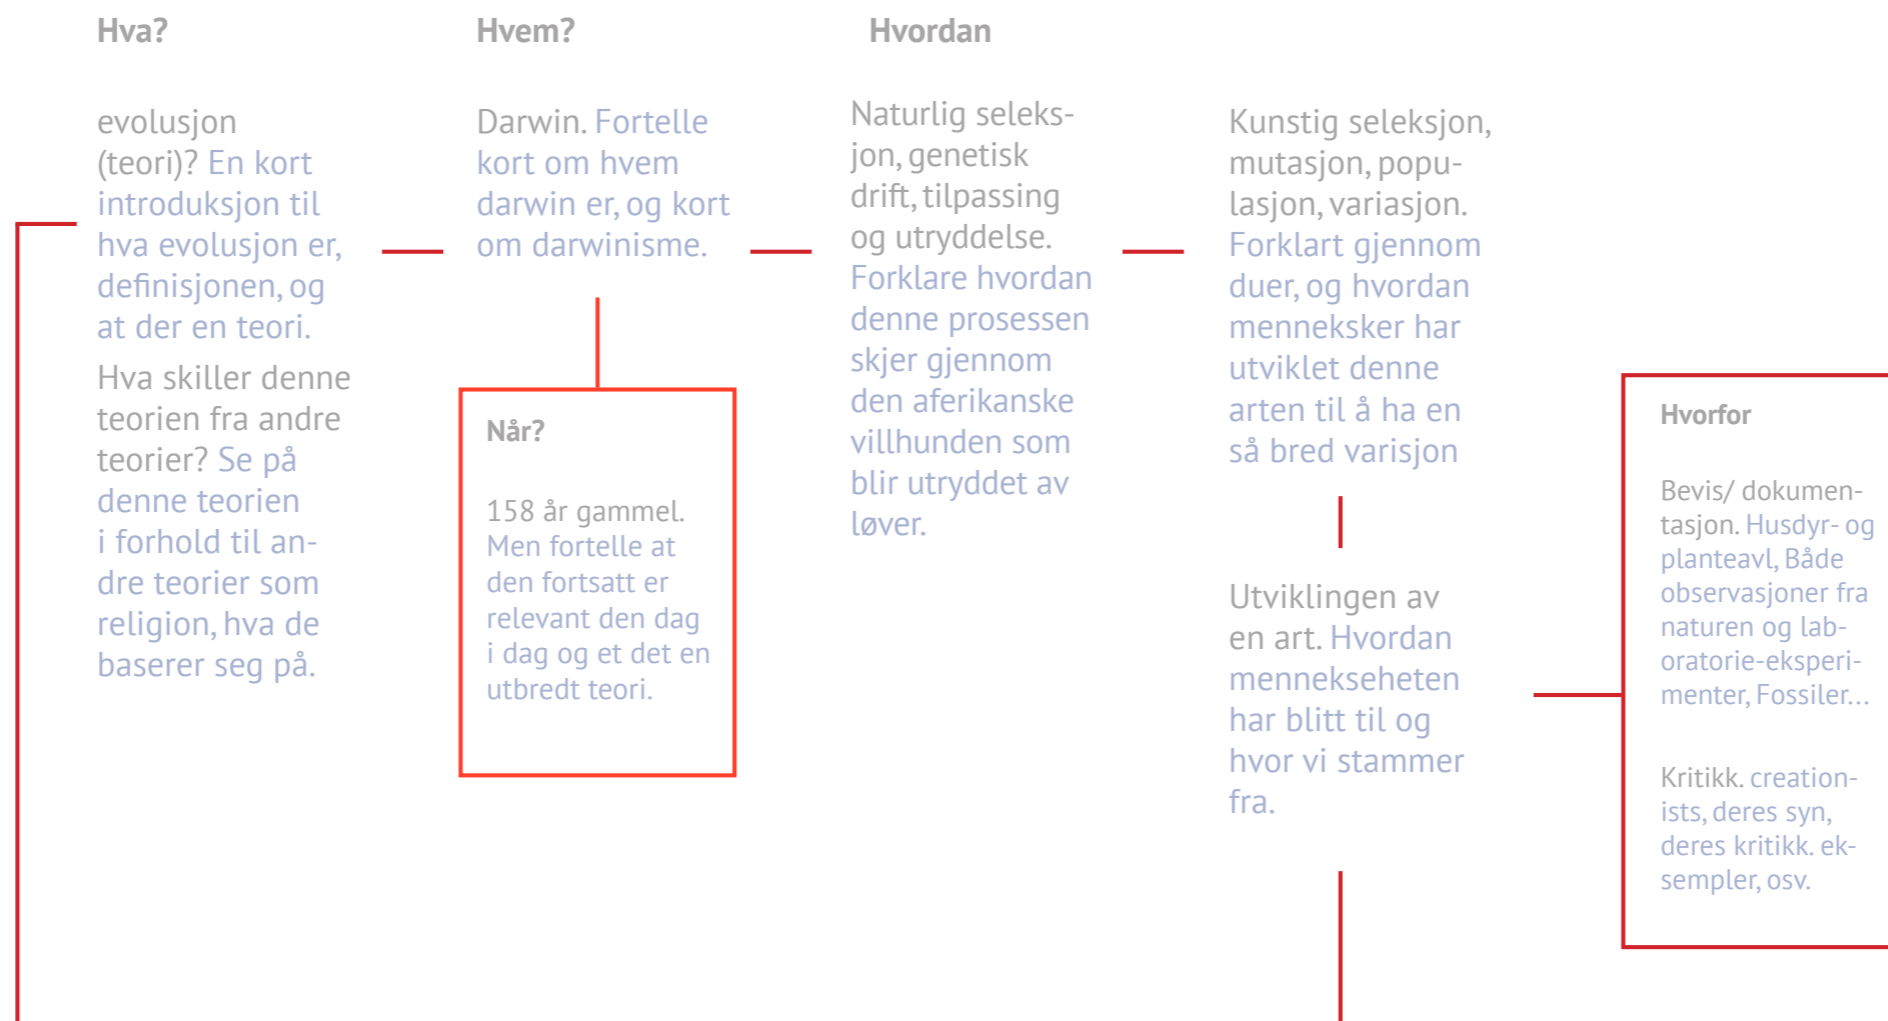 Hva?
evolusjon
(teori)? En kort
introduksjon til
hva evolusjon er,
definisjonen, og
at der en teori.
Hva skiller denne
teorien fra andre
teorier? Se på
denne teorien
i forhold til an-
dre teorier som
religion, hva de
baserer seg på.
Hvem?
Darwin. Fortelle
kort om hvem
darwin er, og kort
om darwinisme.
Når?
158 år gammel.
Men fortelle at
den fortsatt er
relevant den dag
i dag og et det en
utbredt teori.
Hvordan
Naturlig seleks-
jon, genetisk
drift, tilpassing
og utryddelse.
Forklare hvordan
denne prosessen
skjer gjennom
den aferikanske
villhunden som
blir utryddet av
løver.
Kunstig seleksjon,
mutasjon, popu-
lasjon, variasjon.
Forklart gjennom
duer, og hvordan
menneksker har
utviklet denne
arten til å ha en
så bred varisjon
Utviklingen av
en art. Hvordan
mennekseheten
har blitt til og
hvor vi stammer
fra.
Hvorfor
Bevis/ dokumen-
tasjon. Husdyr- og
planteavl, Både
observasjoner fra
naturen og lab-
oratorie-eksperi-
menter, Fossiler...
Kritikk. creation-
ists, deres syn,
deres kritikk. ek-
sempler, osv.